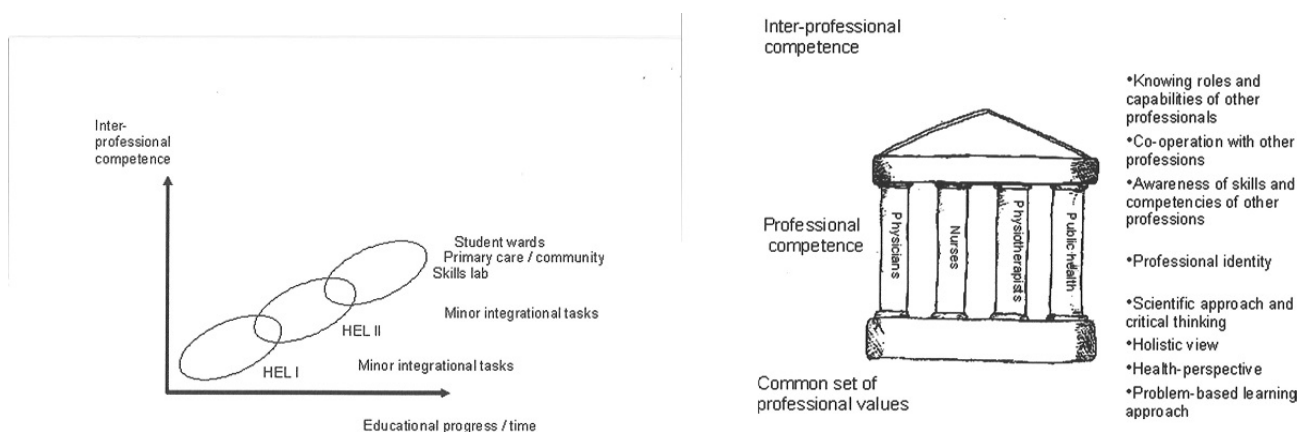 Inter-
professional
competence
Student wards
Primary care / community
Skills lab
Minor integrational tasks
HEL II
Minor integrational tasks
HEL I
Educational progress / time
Inter-professional
competence
•Knowing roles and
capabilities of other
professionals
•Co-operation with other
professions
•Awareness of skills and
competencies of other
professions
Professional
competence
Physicians
Nurses
Physiotherapists
Public health
•Professional identity
•Scientific approach and
critical thinking
•Holistic view
•Health-perspective
•Problem-based learning
approach
Common set of
professional values